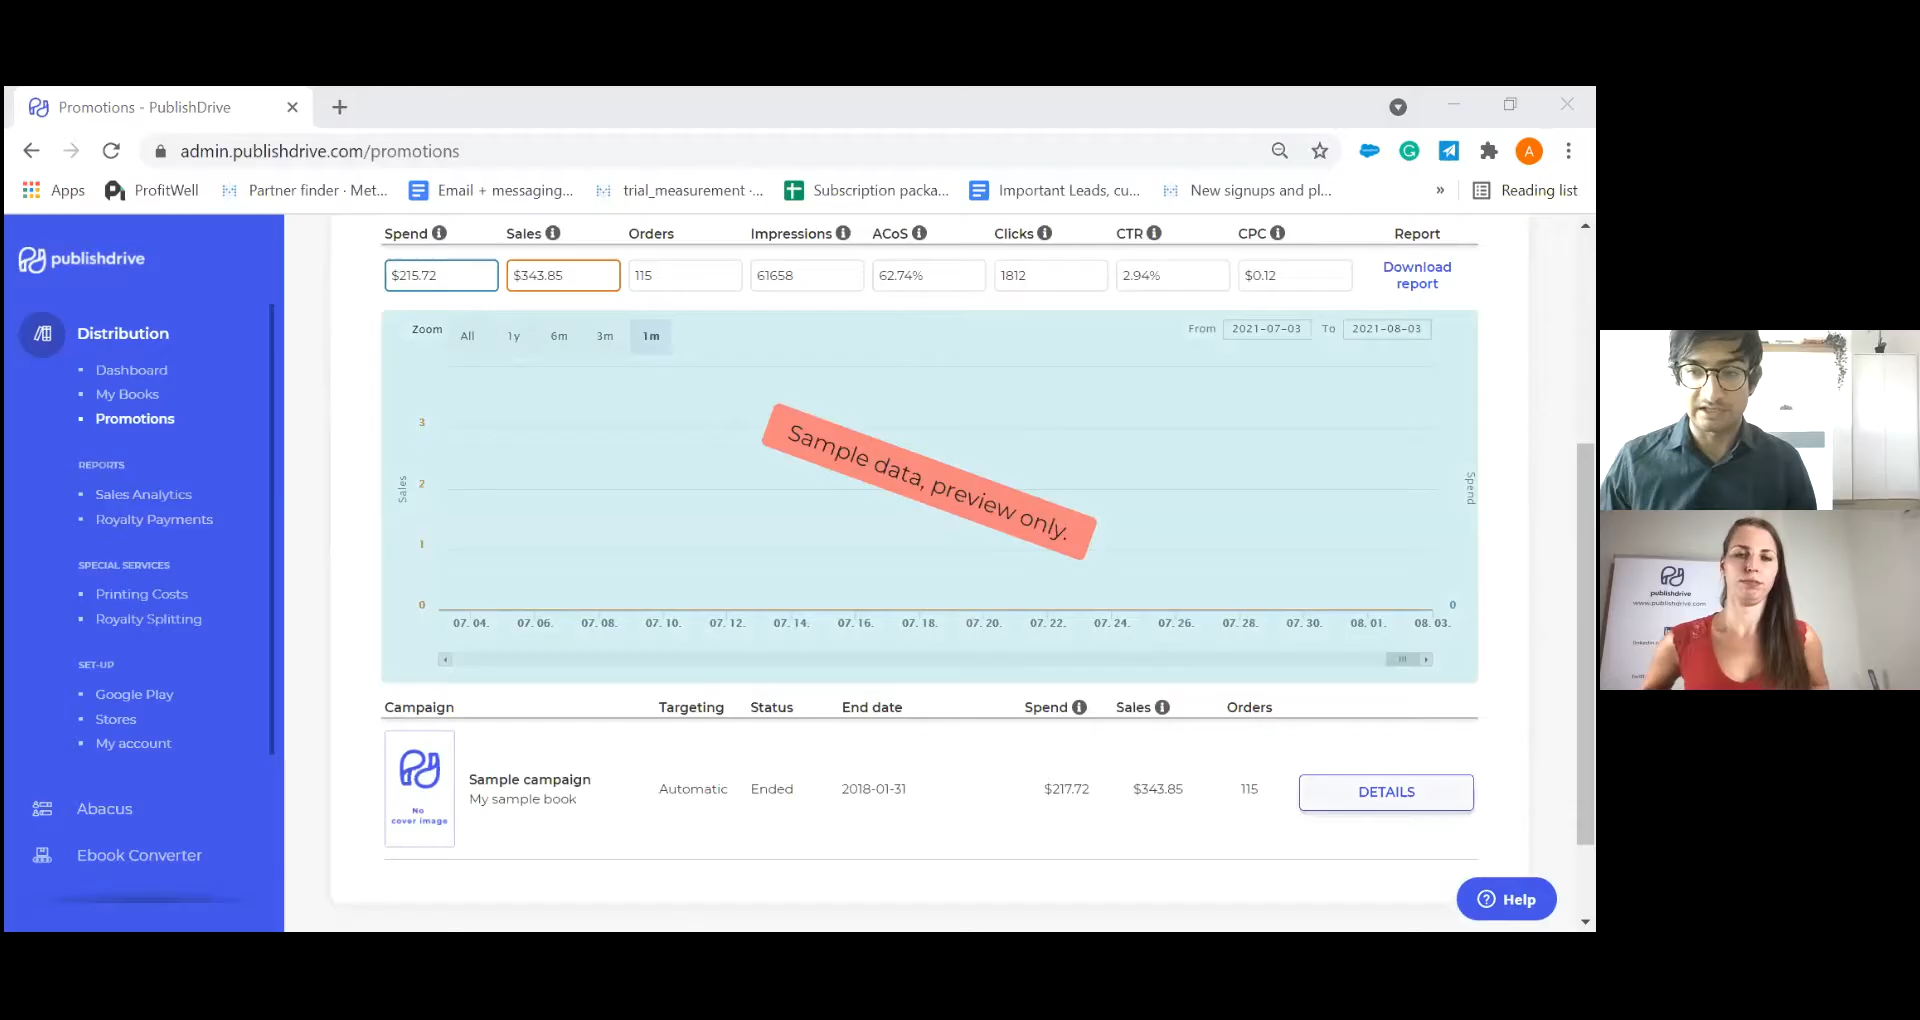 Promotions - PublishDrive
admin.publishdrive.com/promotions
A
Apps ProfitWell Partner finder · Met... Email + messaging... trial_measurement ·... Subscription packa... Important Leads, cu... New signups and pl... » Reading list
publishdrive
Distribution
Dashboard
My Books
Promotions
REPORTS
Sales Analytics
Royalty Payments
SPECIAL SERVICES
Printing Costs
Royalty Splitting
SET-UP
Google Play
Stores
My account
Abacus
Ebook Converter
Spend Sales Orders Impressions ACoS Clicks CTR CPC Report
$215.72 $343.85 115 61658 62.74% 1812 2.94% $0.12 Download
report
Zoom All 1y 6m 3m 1m From 2021-07-03 To 2021-08-03
Sample data, preview only.
Sales
3
2
1
0
Spend
0
07. 04. 07. 06. 07. 08. 07. 10. 07. 12. 07. 14. 07. 16. 07. 18. 07. 20. 07. 22. 07. 24. 07. 26. 07. 28. 07. 30. 08. 01. 08. 03.
Campaign Targeting Status End date Spend Sales Orders
No
cover image
Sample campaign
My sample book
Automatic Ended 2018-01-31 $217.72 $343.85 115 DETAILS
Help
publishdrive
www.publishdrive.com